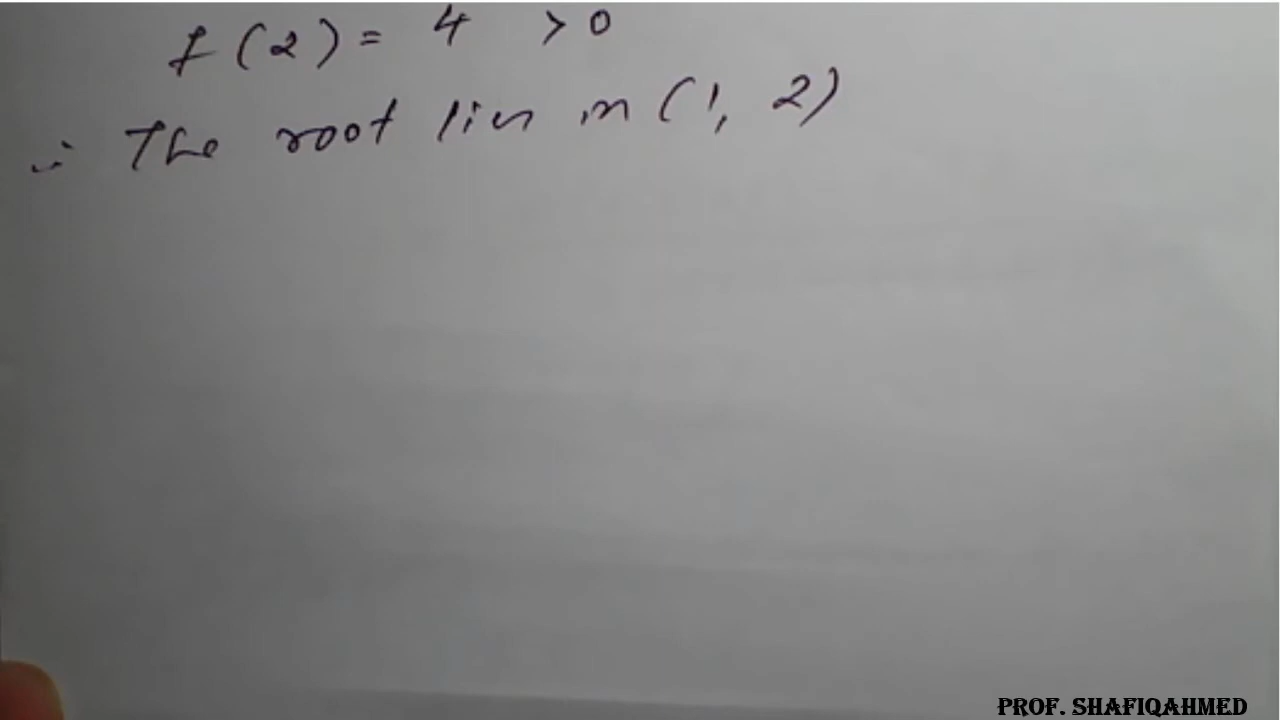 f(2) = 4 > 0
∴ The root lies in (1, 2)
PROF. SHAFIQAHMED